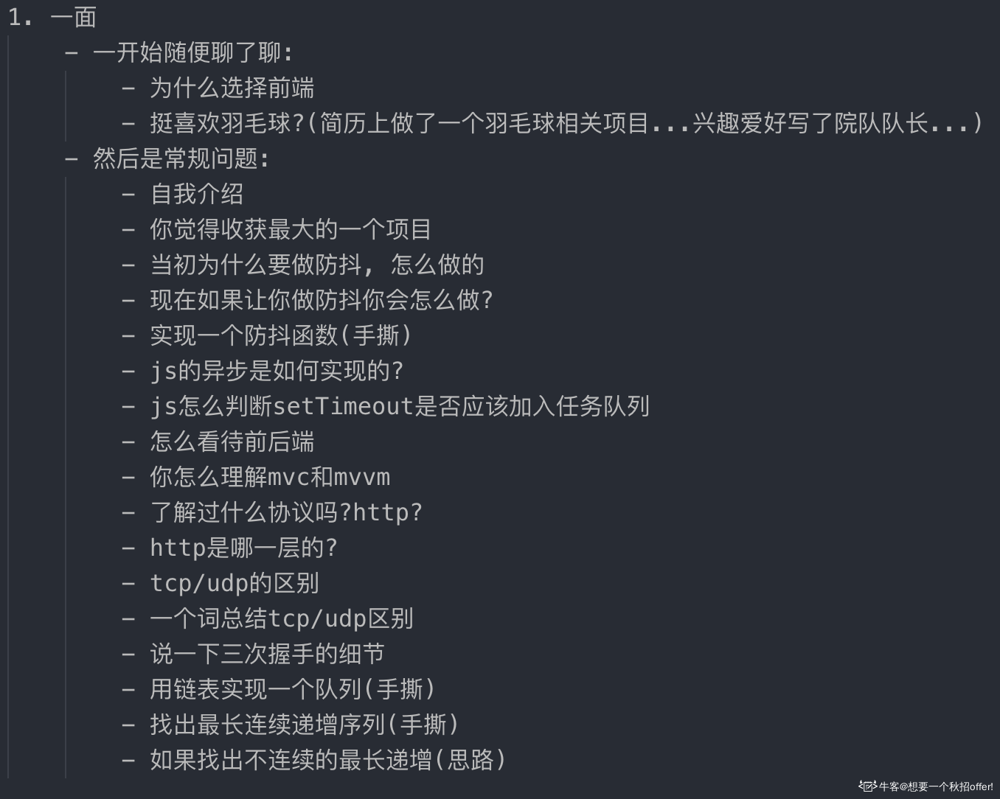 1. 一面
– 一开始随便聊了聊:
– 为什么选择前端
– 挺喜欢羽毛球?(简历上做了一个羽毛球相关项目...兴趣爱好写了院队队长...)
– 然后是常规问题:
– 自我介绍
– 你觉得收获最大的一个项目
– 当初为什么要做防抖, 怎么做的
– 现在如果让你做防抖你会怎么做?
– 实现一个防抖函数(手撕)
– js的异步是如何实现的?
– js怎么判断setTimeout是否应该加入任务队列
– 怎么看待前后端
– 你怎么理解mvc和mvvm
– 了解过什么协议吗?http?
– http是哪一层的?
– tcp/udp的区别
– 一个词总结tcp/udp区别
– 说一下三次握手的细节
– 用链表实现一个队列(手撕)
– 找出最长连续递增序列(手撕)
– 如果找出不连续的最长递增(思路)
牛客@想要一个秋招offer!